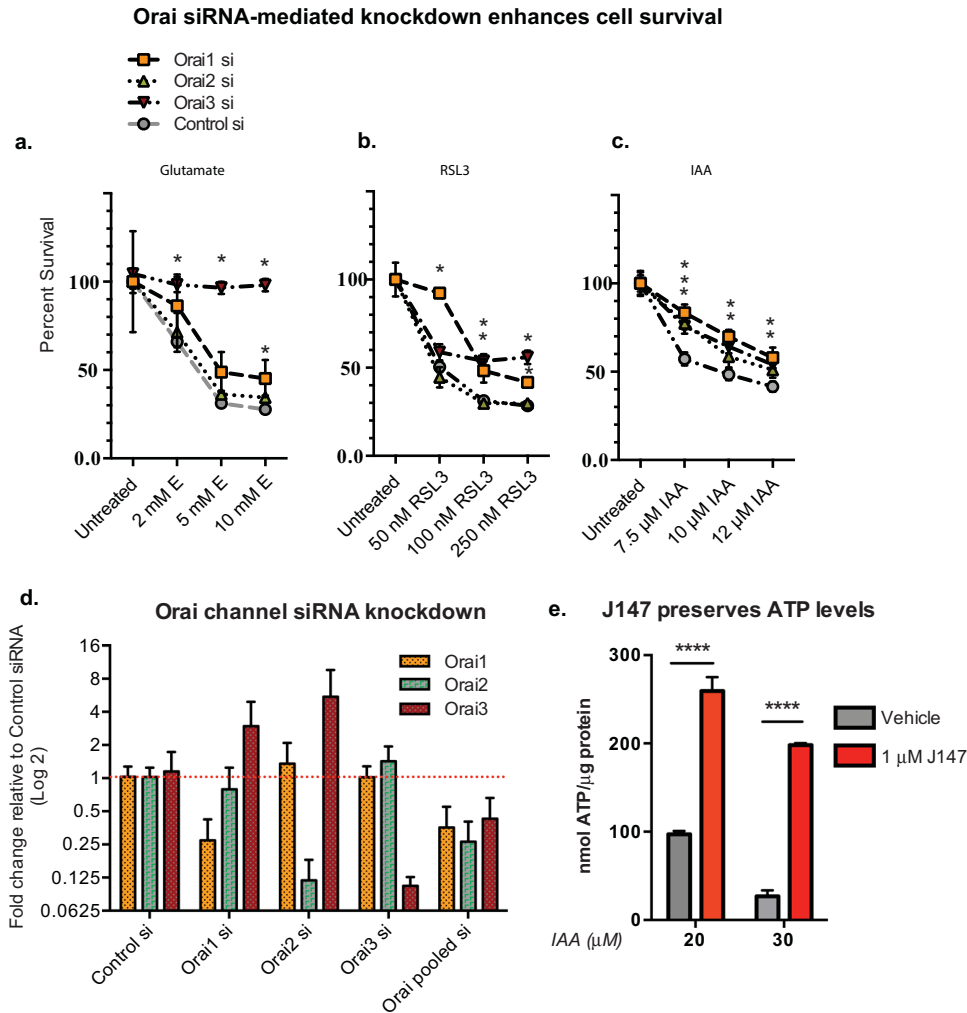 Orai siRNA-mediated knockdown enhances cell survival
Orai1 si
Orai2 si
Orai3 si
Control si
a.
Glutamate
Percent Survival
100
50
0.0
*
*
*
*
Untreated
2 mM E
5 mM E
10 mM E
b.
RSL3
100
50
0.0
*
*
*
*
*
Untreated
50 nM RSL3
100 nM RSL3
250 nM RSL3
c.
IAA
100
50
0.0
*
*
*
*
*
*
*
Untreated
7.5 µM IAA
10 µM IAA
12 µM IAA
d.
Orai channel siRNA knockdown
Fold change relative to Control siRNA
(Log 2)
16
8
4
2
1
0.5
0.25
0.125
0.0625
Orai1
Orai2
Orai3
Control si
Orai1 si
Orai2 si
Orai3 si
Orai pooled si
e.
J147 preserves ATP levels
nmol ATP/µg protein
300
200
100
0
****
****
Vehicle
1 µM J147
IAA (µM)
20
30